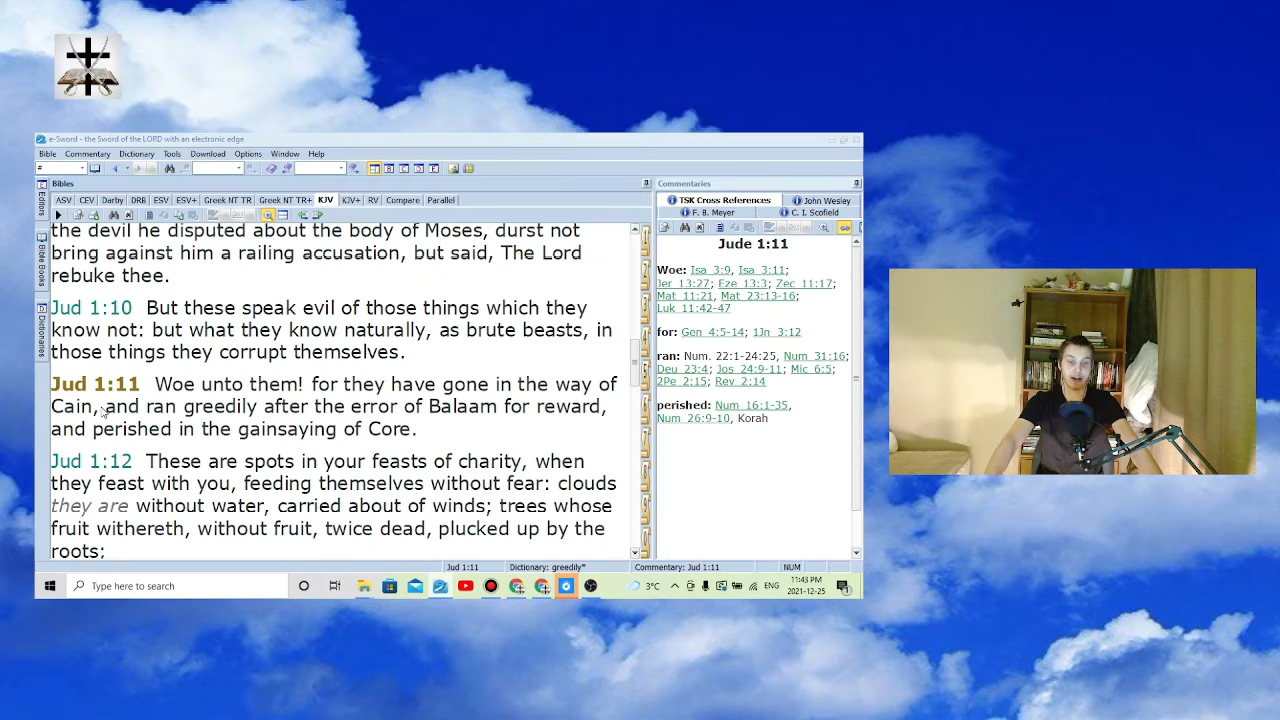 e-Sword - the Sword of the LORD with an electronic edge
Bible Commentary Dictionary Tools Download Options Window Help
#
Bibles
ASV CEV Darby DRB ESV ESV+ Greek NT TR Greek NT TR+ KJV KJV+ RV Compare Parallel
Editors
Bible Books
Dictionaries
the devil he disputed about the body of Moses, durst not
bring against him a railing accusation, but said, The Lord
rebuke thee.
Jud 1:10 But these speak evil of those things which they
know not: but what they know naturally, as brute beasts, in
those things they corrupt themselves.
Jud 1:11 Woe unto them! for they have gone in the way of
Cain, and ran greedily after the error of Balaam for reward,
and perished in the gainsaying of Core.
Jud 1:12 These are spots in your feasts of charity, when
they feast with you, feeding themselves without fear: clouds
they are without water, carried about of winds; trees whose
fruit withereth, without fruit, twice dead, plucked up by the
roots;
Commentaries
TSK Cross References John Wesley
F. B. Meyer C. I. Scofield
Jude 1:11
Woe: Isa 3:9, Isa 3:11;
Jer 13:27; Eze 13:3; Zec 11:17;
Mat 11:21, Mat 23:13-16;
Luk 11:42-47
for: Gen 4:5-14; 1Jn 3:12
ran: Num. 22:1-24:25, Num 31:16;
Deu 23:4; Jos 24:9-11; Mic 6:5;
2Pe 2:15; Rev 2:14
perished: Num 16:1-35,
Num 26:9-10, Korah
Jud 1:11 Dictionary: greedily* Commentary: Jud 1:11 NUM
Type here to search
3°C ENG
11:43 PM
2021-12-25